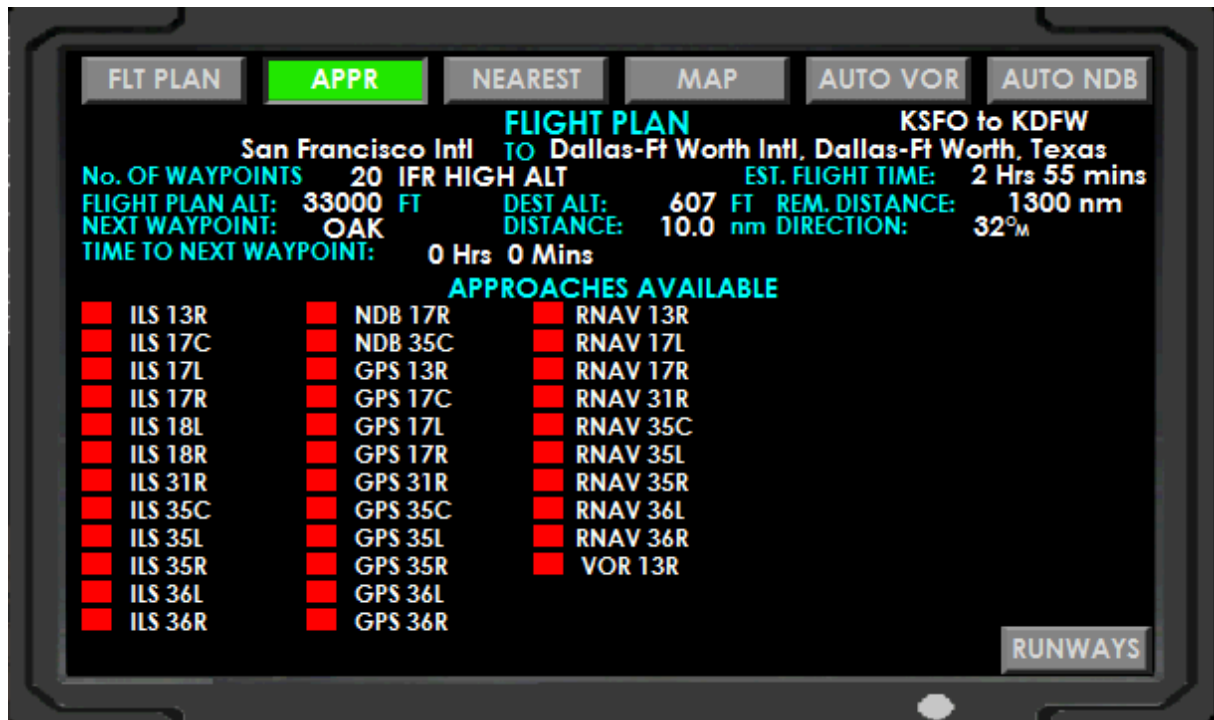 FLT PLAN APPR NEAREST MAP AUTO VOR AUTO NDB
FLIGHT PLAN KSFO to KDFW
San Francisco Intl TO Dallas-Ft Worth Intl, Dallas-Ft Worth, Texas
No. OF WAYPOINTS 20 IFR HIGH ALT EST. FLIGHT TIME: 2 Hrs 55 mins
FLIGHT PLAN ALT: 33000 FT DEST ALT: 607 FT REM. DISTANCE: 1300 nm
NEXT WAYPOINT: OAK DISTANCE: 10.0 nm DIRECTION: 32°M
TIME TO NEXT WAYPOINT: 0 Hrs 0 Mins
APPROACHES AVAILABLE
ILS 13R NDB 17R RNAV 13R
ILS 17C NDB 35C RNAV 17L
ILS 17L GPS 13R RNAV 17R
ILS 17R GPS 17C RNAV 31R
ILS 18L GPS 17L RNAV 35C
ILS 18R GPS 17R RNAV 35L
ILS 31R GPS 31R RNAV 35R
ILS 35C GPS 35C RNAV 36L
ILS 35L GPS 35L RNAV 36R
ILS 35R GPS 35R VOR 13R
ILS 36L GPS 36L
ILS 36R GPS 36R
RUNWAYS